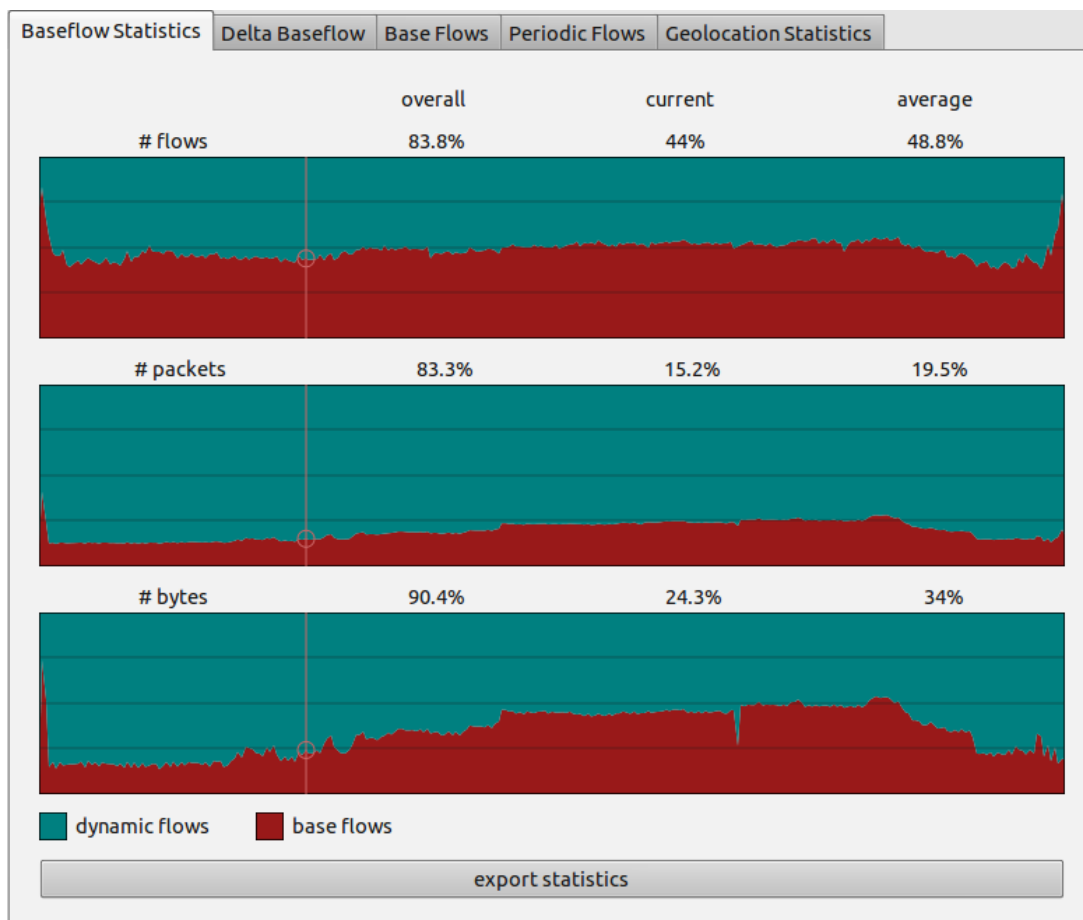 Baseflow Statistics Delta Baseflow Base Flows Periodic Flows Geolocation Statistics
overall current average
# flows 83.8% 44% 48.8%
# packets 83.3% 15.2% 19.5%
# bytes 90.4% 24.3% 34%
dynamic flows base flows
export statistics